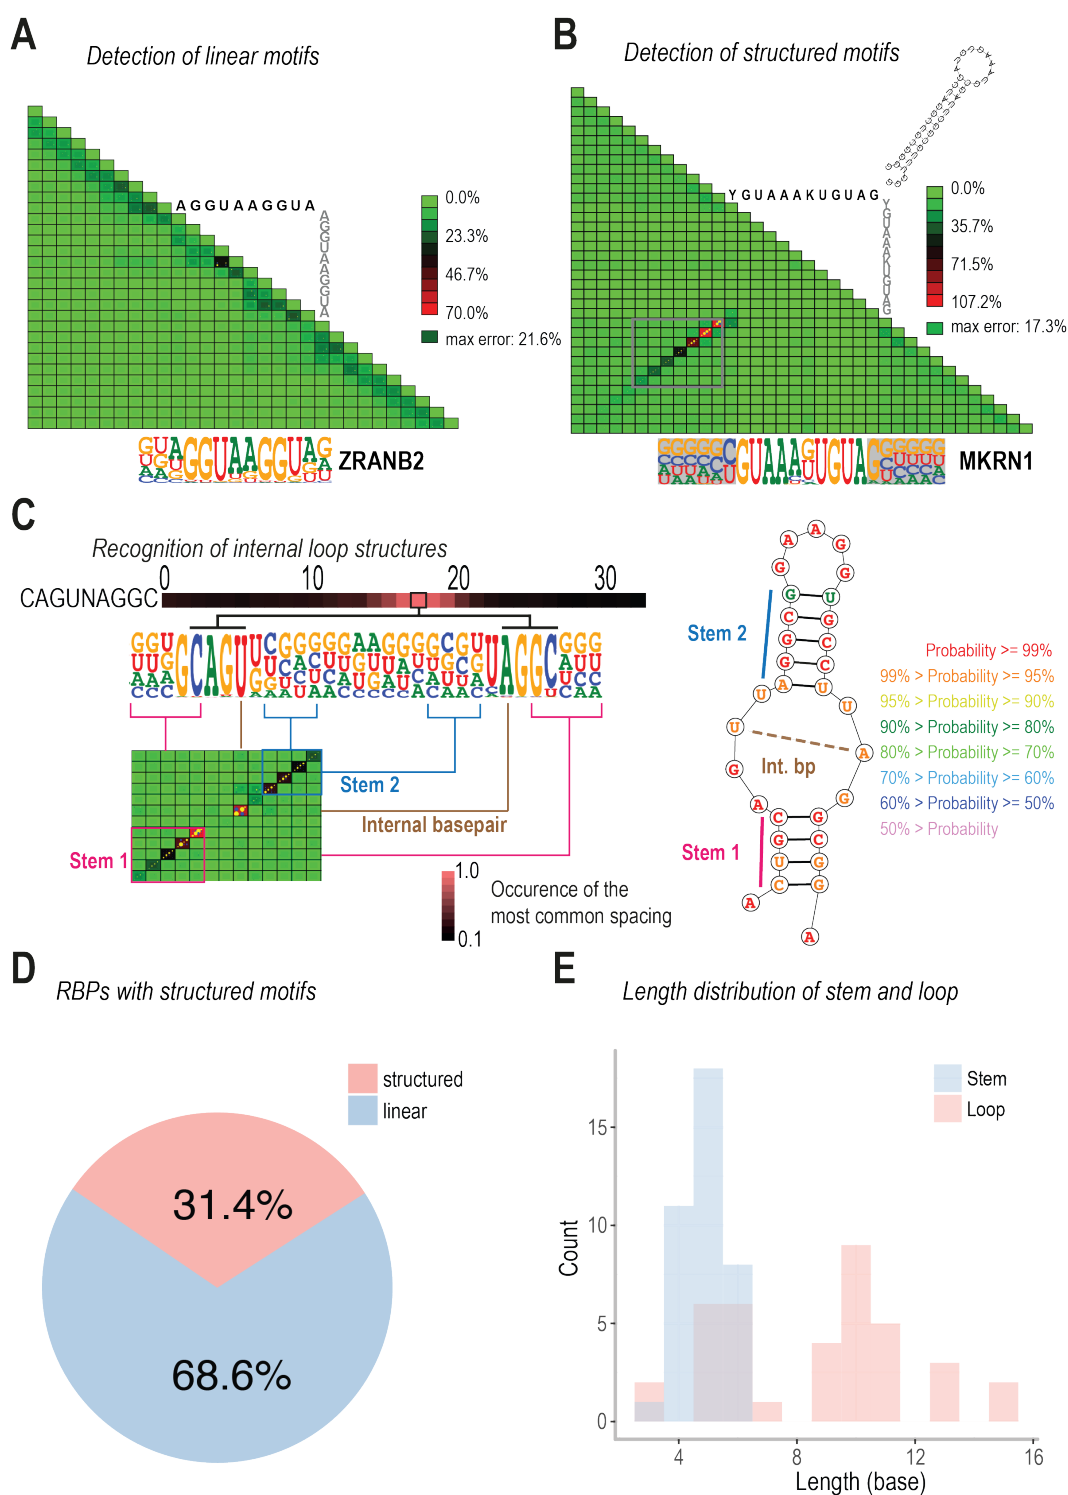 A
Detection of linear motifs
AGGUAAGGUA
AGGUAAGGUA
0.0%
23.3%
46.7%
70.0%
max error: 21.6%
ZRANB2
B
Detection of structured motifs
YGUAAAKUGUAG
YGUAAAKUGUAG
0.0%
35.7%
71.5%
107.2%
max error: 17.3%
GUAAA UGUAG
MKRN1
C
Recognition of internal loop structures
0 10 20 30
CAGUNAGGC
Stem 2
Internal basepair
Stem 1
1.0
0.1
Occurence of the
most common spacing
Stem 2
Int. bp
Stem 1
Probability >= 99%
99% > Probability >= 95%
95% > Probability >= 90%
90% > Probability >= 80%
80% > Probability >= 70%
70% > Probability >= 60%
60% > Probability >= 50%
50% > Probability
D
RBPs with structured motifs
structured
linear
31.4%
68.6%
E
Length distribution of stem and loop
Stem
Loop
15
10
5
0
Count
4 8 12 16
Length (base)